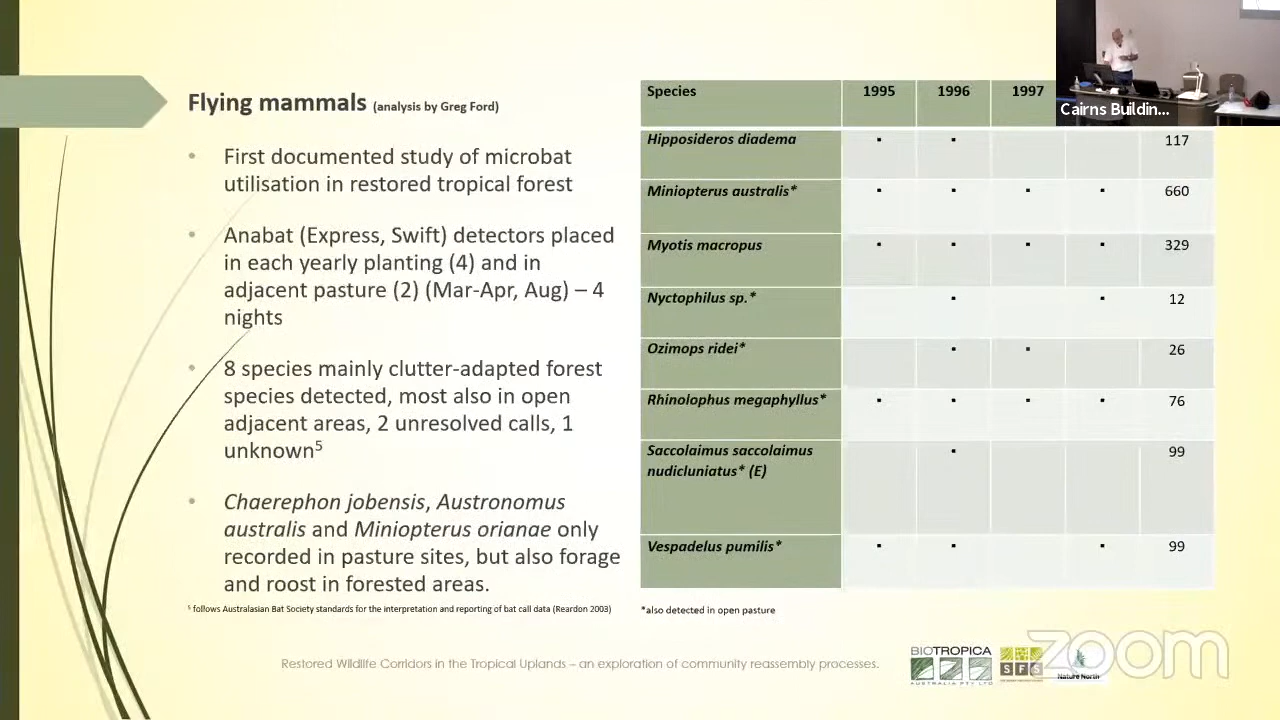 Flying mammals (analysis by Greg Ford)
First documented study of microbat
utilisation in restored tropical forest
Anabat (Express, Swift) detectors placed
in each yearly planting (4) and in
adjacent pasture (2) (Mar-Apr, Aug) – 4
nights
8 species mainly clutter-adapted forest
species detected, most also in open
adjacent areas, 2 unresolved calls, 1
unknown⁵
Chaerephon jobensis, Austronomus
australis and Miniopterus orianae only
recorded in pasture sites, but also forage
and roost in forested areas.
⁵ follows Australasian Bat Society standards for the interpretation and reporting of bat call data (Reardon 2003)
Species 1995 1996 1997
Hipposideros diadema ▪ ▪ 117
Miniopterus australis* ▪ ▪ ▪ ▪ 660
Myotis macropus ▪ ▪ ▪ ▪ 329
Nyctophilus sp.* ▪ ▪ 12
Ozimops ridei* ▪ ▪ 26
Rhinolophus megaphyllus* ▪ ▪ ▪ ▪ 76
Saccolaimus saccolaimus ▪ 99
nudicluniatus* (E)
Vespadelus pumilis* ▪ ▪ ▪ 99
*also detected in open pasture
Cairns Buildin...
Restored Wildlife Corridors in the Tropical Uplands – an exploration of community reassembly processes.
BIOTROPICA
AUSTRALIA PTY LTD
SFS
Nature North
zoom